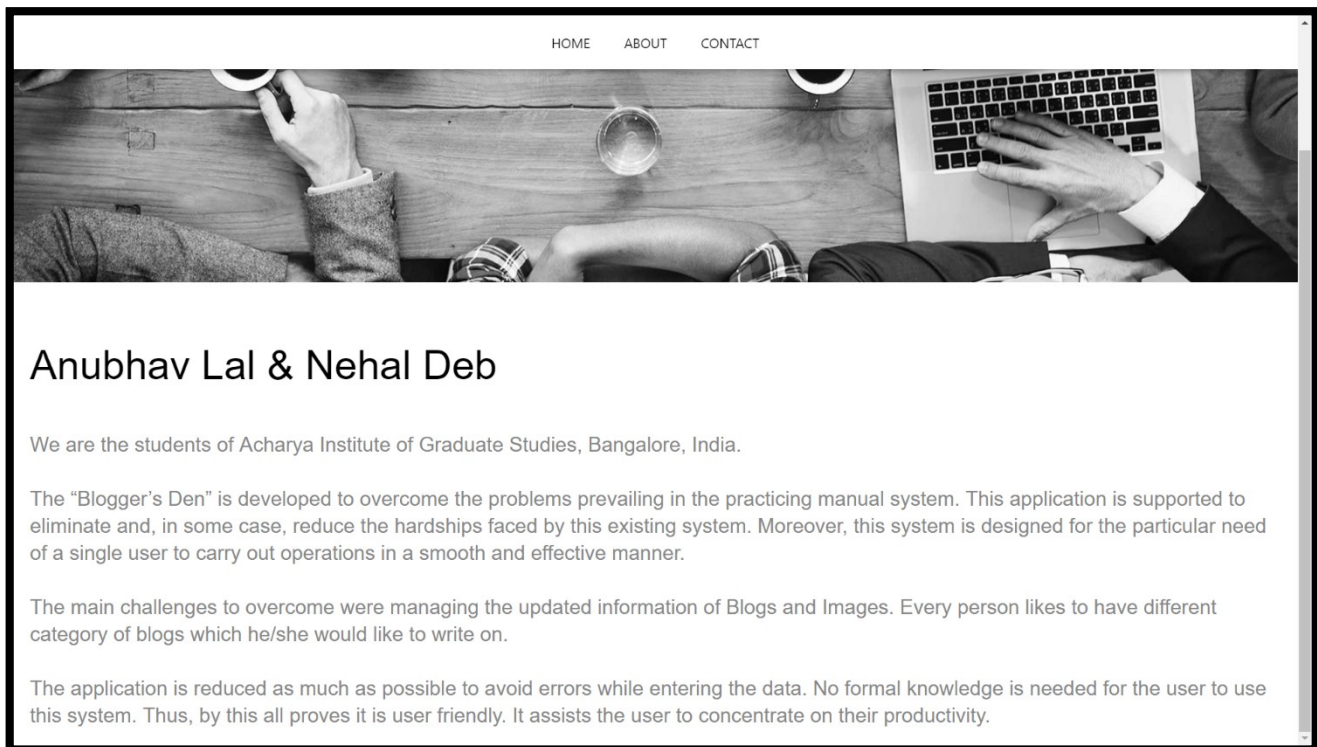 HOME ABOUT CONTACT
Anubhav Lal & Nehal Deb
We are the students of Acharya Institute of Graduate Studies, Bangalore, India.
The “Blogger’s Den” is developed to overcome the problems prevailing in the practicing manual system. This application is supported to
eliminate and, in some case, reduce the hardships faced by this existing system. Moreover, this system is designed for the particular need
of a single user to carry out operations in a smooth and effective manner.
The main challenges to overcome were managing the updated information of Blogs and Images. Every person likes to have different
category of blogs which he/she would like to write on.
The application is reduced as much as possible to avoid errors while entering the data. No formal knowledge is needed for the user to use
this system. Thus, by this all proves it is user friendly. It assists the user to concentrate on their productivity.